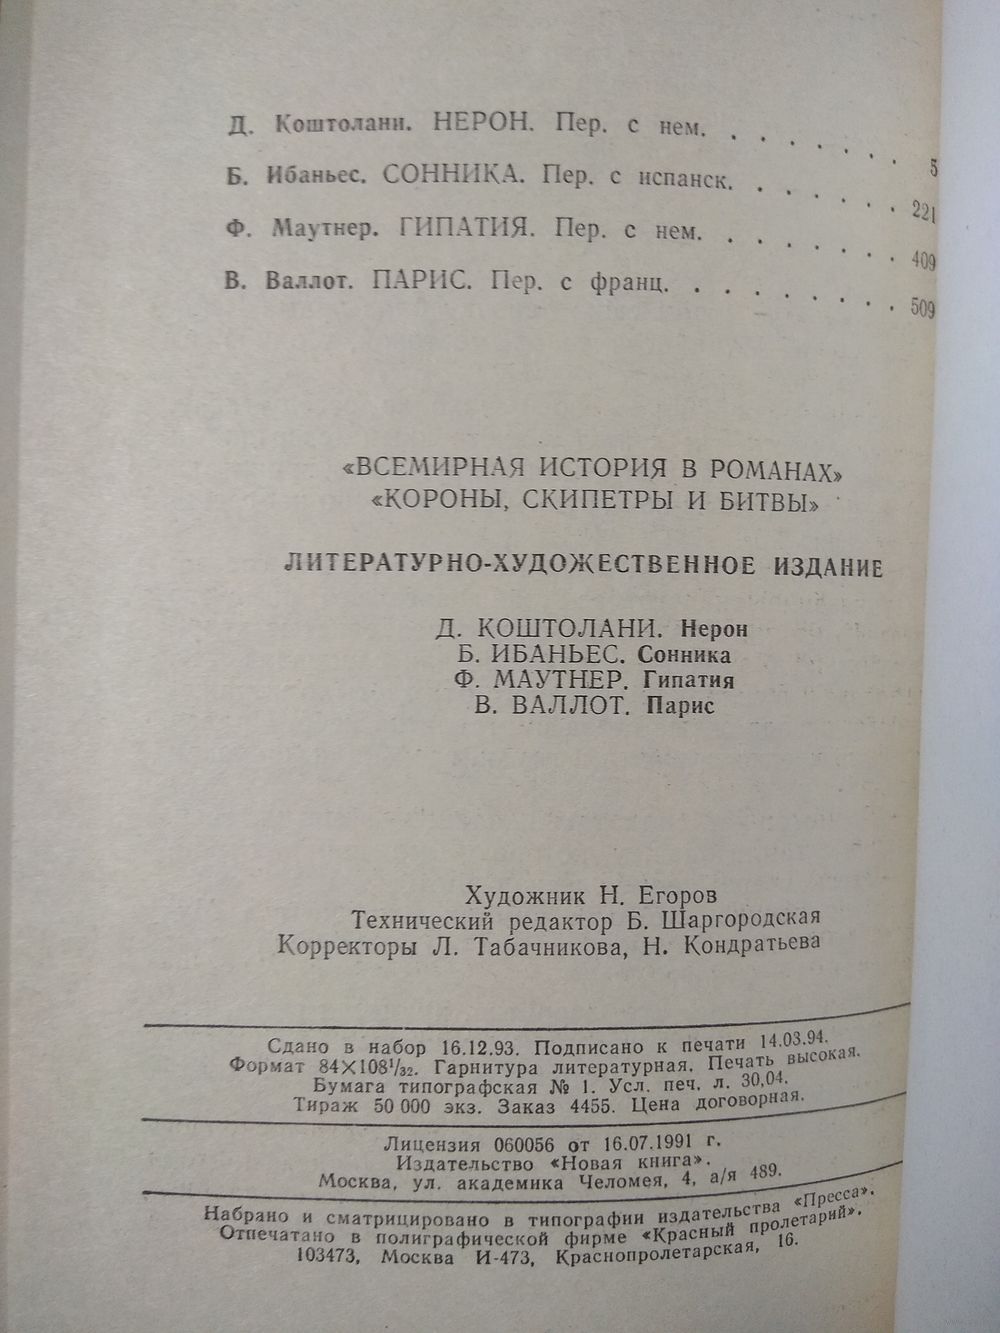 Д. Коштолани. НЕРОН. Пер. с нем. . . . . . . . 5
Б. Ибаньес. СОННИКА. Пер. с испанск. . . . . . . 221
Ф. Маутнер. ГИПАТИЯ. Пер. с нем. . . . . . . . 409
В. Валлот. ПАРИС. Пер. с франц. . . . . . . . . 509
«ВСЕМИРНАЯ ИСТОРИЯ В РОМАНАХ»
«КОРОНЫ, СКИПЕТРЫ И БИТВЫ»
ЛИТЕРАТУРНО-ХУДОЖЕСТВЕННОЕ ИЗДАНИЕ
Д. КОШТОЛАНИ. Нерон
Б. ИБАНЬЕС. Сонника
Ф. МАУТНЕР. Гипатия
В. ВАЛЛОТ. Парис
Художник Н. Егоров
Технический редактор Б. Шаргородская
Корректоры Л. Табачникова, Н. Кондратьева
Сдано в набор 16.12.93. Подписано к печати 14.03.94.
Формат 84×108¹/₃₂. Гарнитура литературная. Печать высокая.
Бумага типографская № 1. Усл. печ. л. 30,04.
Тираж 50 000 экз. Заказ 4455. Цена договорная.
Лицензия 060056 от 16.07.1991 г.
Издательство «Новая книга».
Москва, ул. академика Челомея, 4, а/я 489.
Набрано и сматрицировано в типографии издательства «Пресса».
Отпечатано в полиграфической фирме «Красный пролетарий».
103473, Москва И-473, Краснопролетарская, 16.